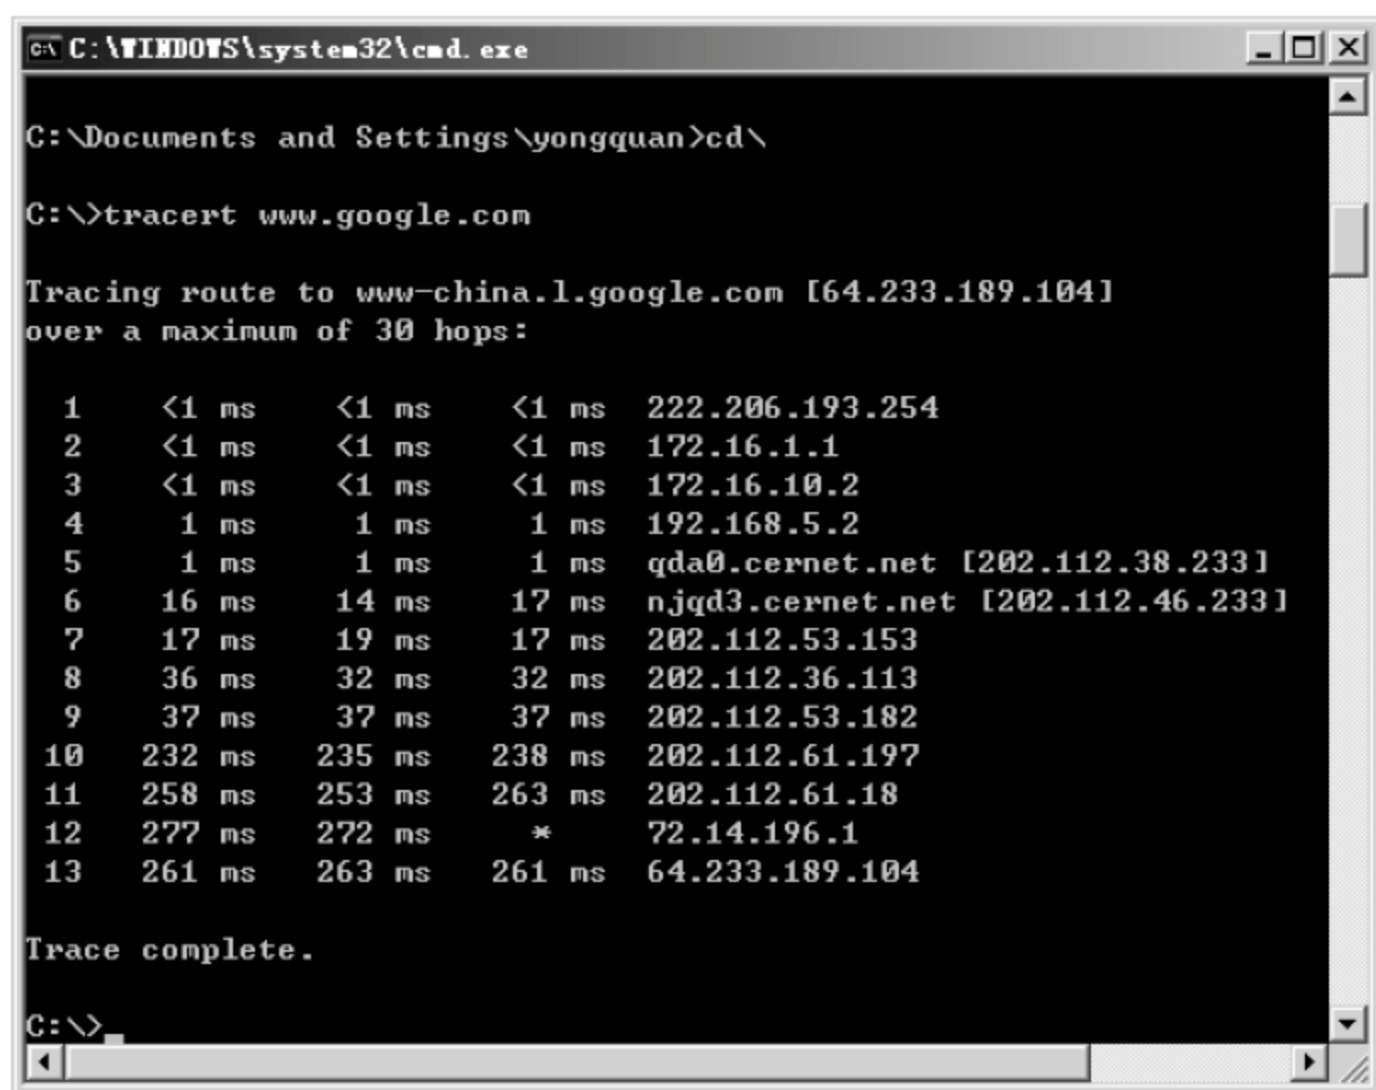 C:\WINDOWS\system32\cmd.exe
C:\Documents and Settings\yongquan>cd\
C:\>tracert www.google.com
Tracing route to www-china.l.google.com [64.233.189.104]
over a maximum of 30 hops:
1 <1 ms <1 ms <1 ms 222.206.193.254
2 <1 ms <1 ms <1 ms 172.16.1.1
3 <1 ms <1 ms <1 ms 172.16.10.2
4 1 ms 1 ms 1 ms 192.168.5.2
5 1 ms 1 ms 1 ms qda0.cernet.net [202.112.38.233]
6 16 ms 14 ms 17 ms njqd3.cernet.net [202.112.46.233]
7 17 ms 19 ms 17 ms 202.112.53.153
8 36 ms 32 ms 32 ms 202.112.36.113
9 37 ms 37 ms 37 ms 202.112.53.182
10 232 ms 235 ms 238 ms 202.112.61.197
11 258 ms 253 ms 263 ms 202.112.61.18
12 277 ms 272 ms * 72.14.196.1
13 261 ms 263 ms 261 ms 64.233.189.104
Trace complete.
C:\>_